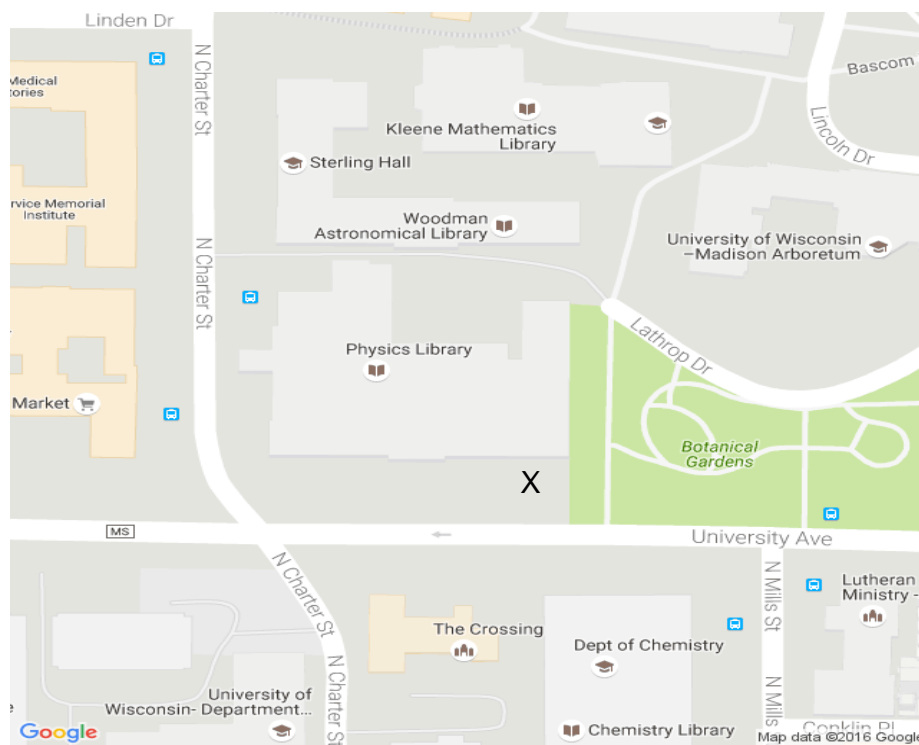 Linden Dr
N Charter St
Medical
tories
Bascom
Kleene Mathematics
Library
Lincoln Dr
Sterling Hall
rvice Memorial
Institute
Woodman
Astronomical Library
University of Wisconsin
–Madison Arboretum
N Charter St
Physics Library
Lathrop Dr
Market
Botanical
Gardens
X
MS
University Ave
N Charter St
N Mills St
Lutheran
Ministry -
The Crossing
Dept of Chemistry
N Charter St
University of
Wisconsin- Department...
N Mills
e
Chemistry Library
Conklin Pl
Google
Map data ©2016 Google